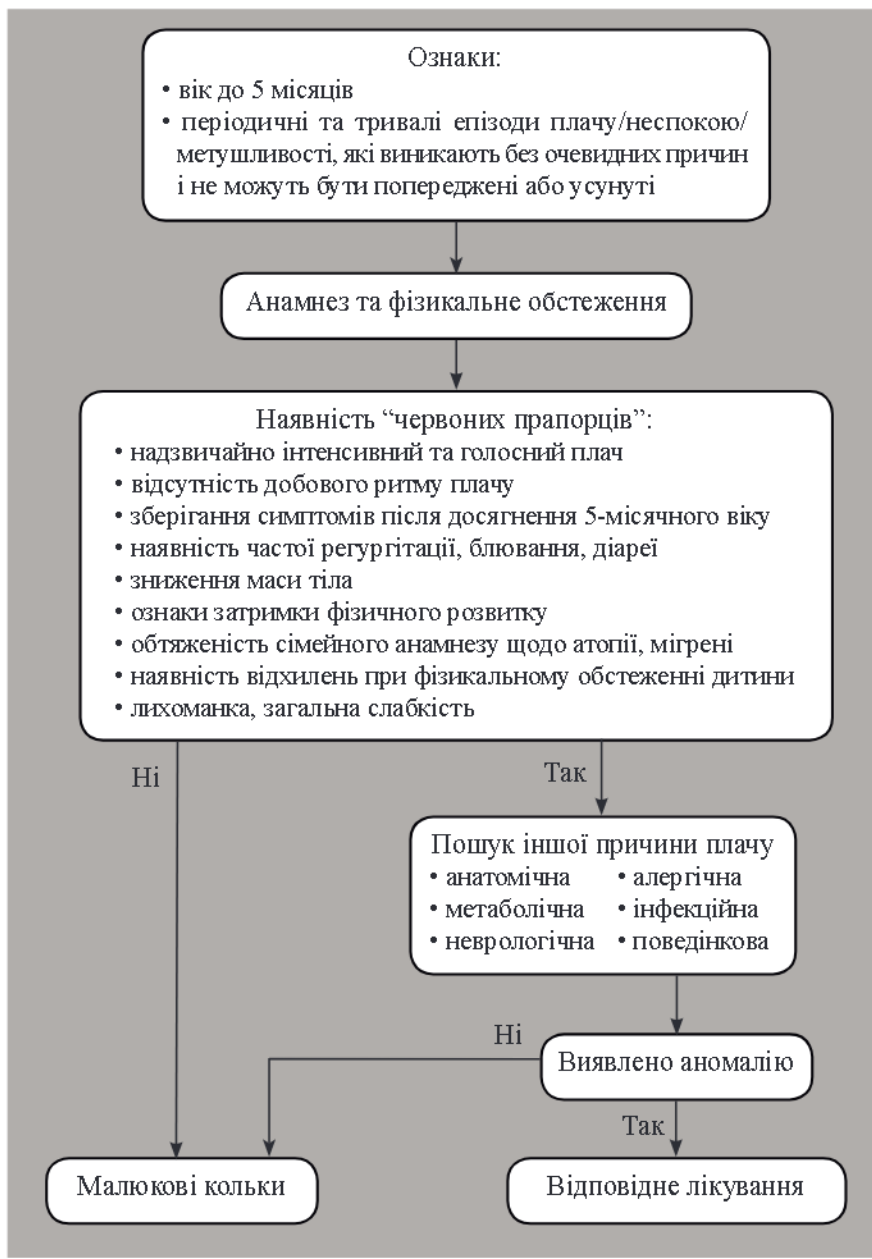 Ознаки:
• вік до 5 місяців
• періодичні та тривалі епізоди плачу/неспокою/
метушливості, які виникають без очевидних причин
і не можуть бути попереджені або усунуті
Анамнез та фізикальне обстеження
Наявність “червоних прапорців”:
• надзвичайно інтенсивний та голосний плач
• відсутність добового ритму плачу
• зберігання симптомів після досягнення 5-місячного віку
• наявність частої регургітації, блювання, діареї
• зниження маси тіла
• ознаки затримки фізичного розвитку
• обтяженість сімейного анамнезу щодо атопії, мігрені
• наявність відхилень при фізикальному обстеженні дитини
• лихоманка, загальна слабкість
Ні
Так
Пошук іншої причини плачу
• анатомічна • алергічна
• метаболічна • інфекційна
• неврологічна • поведінкова
Ні
Виявлено аномалію
Так
Малюкові кольки
Відповідне лікування